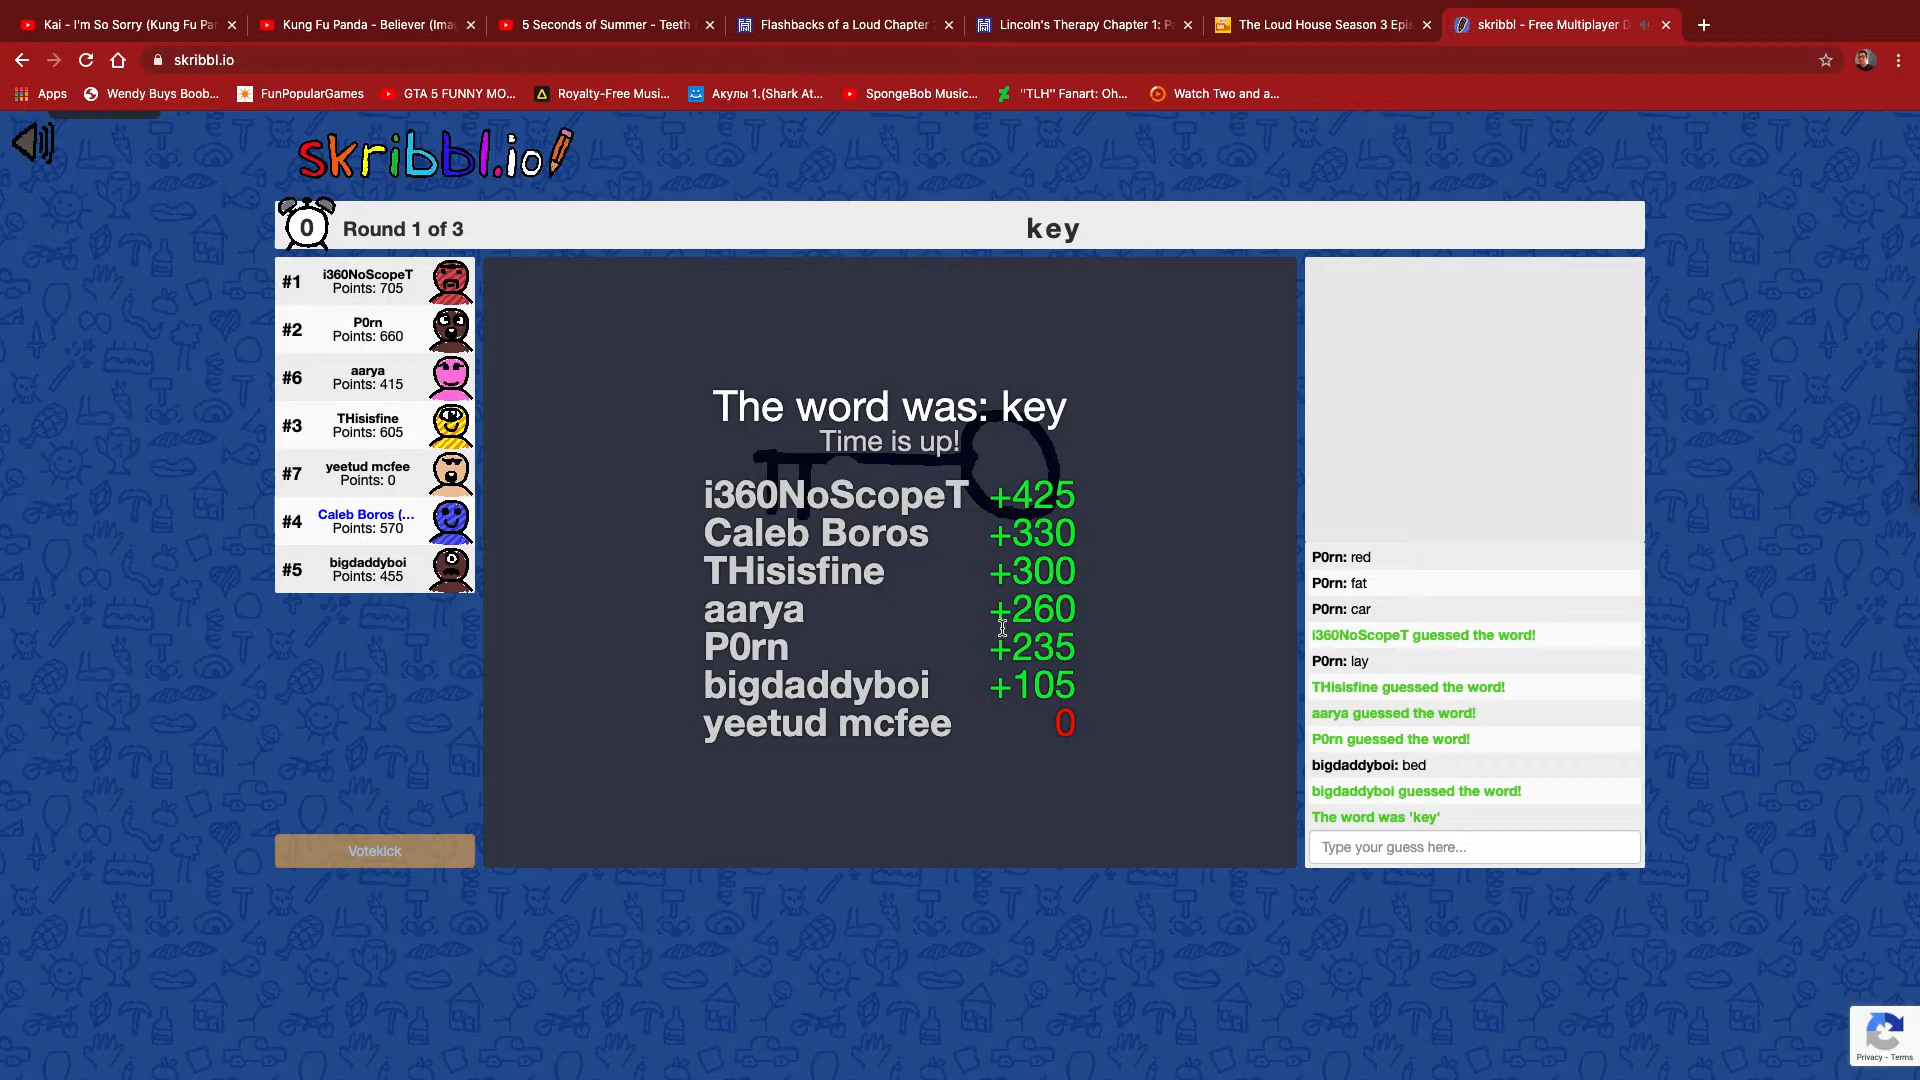 Kai - I'm So Sorry (Kung Fu Pa
Kung Fu Panda - Believer (Ima
5 Seconds of Summer - Teeth
Flashbacks of a Loud Chapter
Lincoln's Therapy Chapter 1: P
The Loud House Season 3 Epi
skribbl - Free Multiplayer D
skribbl.io
Apps
Wendy Buys Boob...
FunPopularGames
GTA 5 FUNNY MO...
Royalty-Free Musi...
Акулы 1.(Shark At...
SpongeBob Music...
"TLH" Fanart: Oh...
Watch Two and a...
skribbl.io
0
Round 1 of 3
key
#1
i360NoScopeT
Points: 705
#2
P0rn
Points: 660
#6
aarya
Points: 415
#3
THisisfine
Points: 605
#7
yeetud mcfee
Points: 0
#4
Caleb Boros (...
Points: 570
#5
bigdaddyboi
Points: 455
Votekick
The word was: key
Time is up!
i360NoScopeT +425
Caleb Boros +330
THisisfine +300
aarya +260
P0rn +235
bigdaddyboi +105
yeetud mcfee 0
P0rn: red
P0rn: fat
P0rn: car
i360NoScopeT guessed the word!
P0rn: lay
THisisfine guessed the word!
aarya guessed the word!
P0rn guessed the word!
bigdaddyboi: bed
bigdaddyboi guessed the word!
The word was 'key'
Type your guess here...
Privacy - Terms